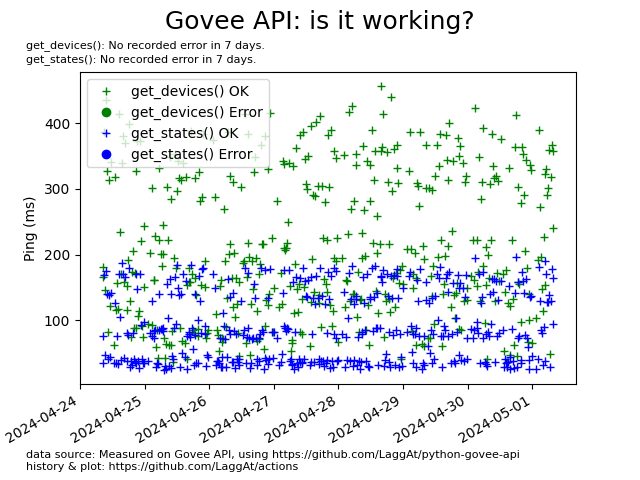 Govee API: is it working?
get_devices(): No recorded error in 7 days.
get_states(): No recorded error in 7 days.
get_devices() OK
get_devices() Error
get_states() OK
get_states() Error
Ping (ms)
400
300
200
100
2024-04-24
2024-04-25
2024-04-26
2024-04-27
2024-04-28
2024-04-29
2024-04-30
2024-05-01
data source: Measured on Govee API, using https://github.com/LaggAt/python-govee-api
history & plot: https://github.com/LaggAt/actions